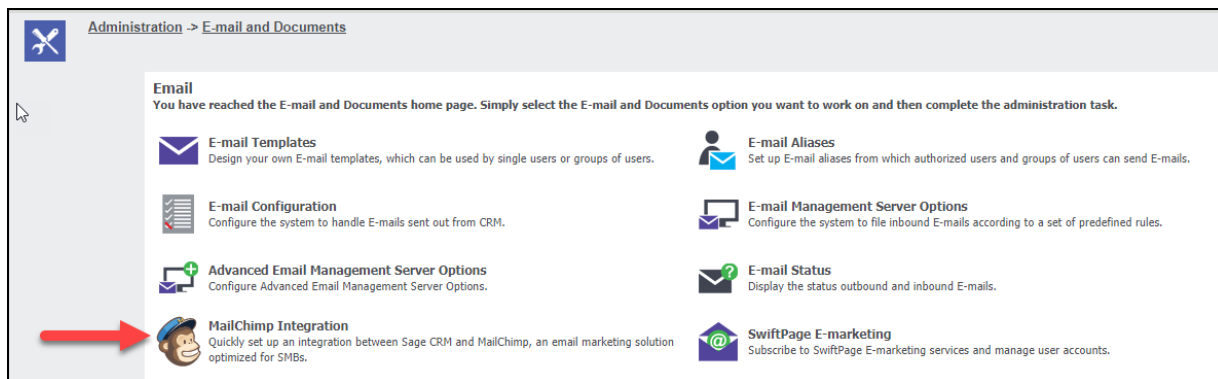 Administration -> E-mail and Documents
Email
You have reached the E-mail and Documents home page. Simply select the E-mail and Documents option you want to work on and then complete the administration task.
E-mail Templates
Design your own E-mail templates, which can be used by single users or groups of users.
E-mail Aliases
Set up E-mail aliases from which authorized users and groups of users can send E-mails.
E-mail Configuration
Configure the system to handle E-mails sent out from CRM.
E-mail Management Server Options
Configure the system to file inbound E-mails according to a set of predefined rules.
Advanced Email Management Server Options
Configure Advanced Email Management Server Options.
E-mail Status
Display the status outbound and inbound E-mails.
MailChimp Integration
Quickly set up an integration between Sage CRM and MailChimp, an email marketing solution
optimized for SMBs.
SwiftPage E-marketing
Subscribe to SwiftPage E-marketing services and manage user accounts.